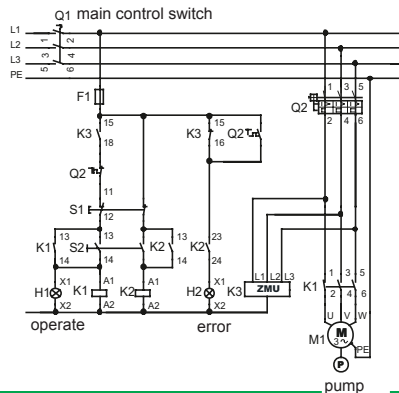 Q1 main control switch
L1 1 2
L2 3 4
L3 5 6
PE
F1
1 3 5
Q2
2 4 6
K3 15 18
K3 15 16
Q2
Q2
11
S1 12
K1 13 14
S2 13 14
K2 13 14
K2 23 24
L1 L2 L3
K3 ZMU
K1 1 3 5
2 4 6
H1 X1 X2
K1 A1 A2
K2 A1 A2
H2 X1 X2
U V W
M1 M 3~ PE
operate
error
P
pump